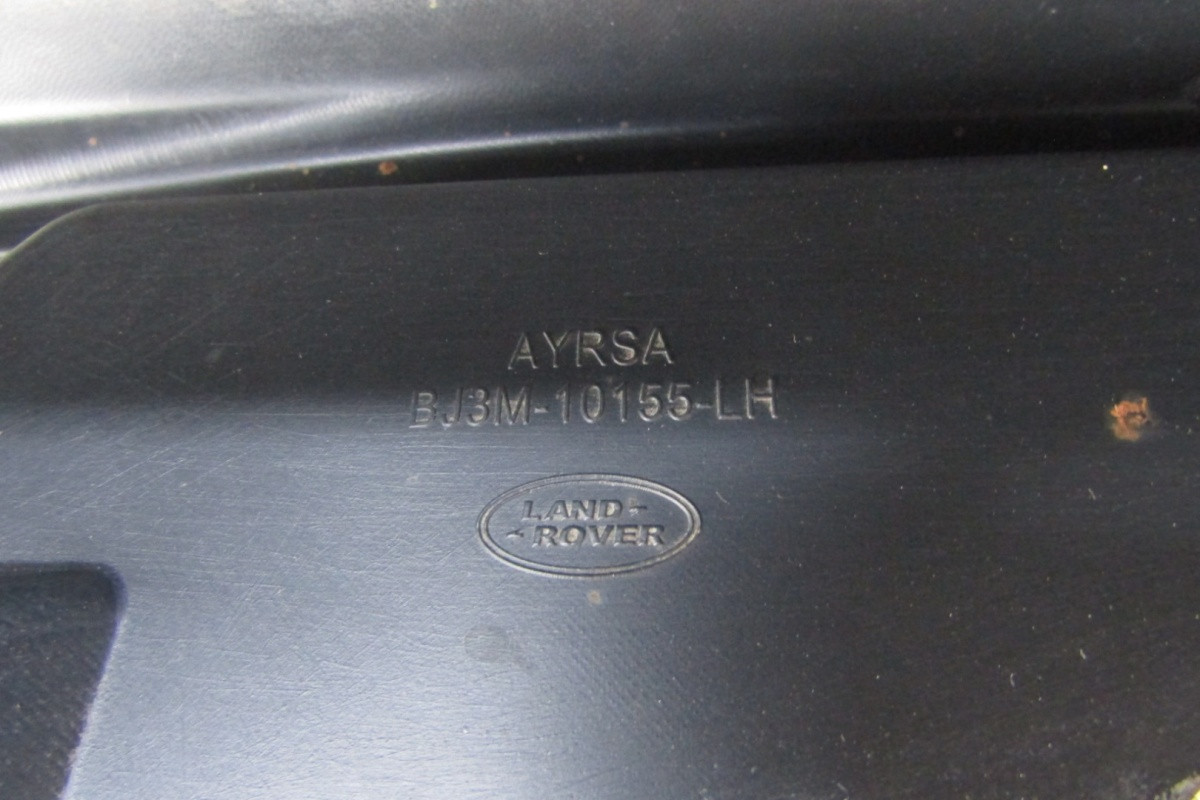 AYRSA
BJ3M-10155-LH
LAND-
-ROVER